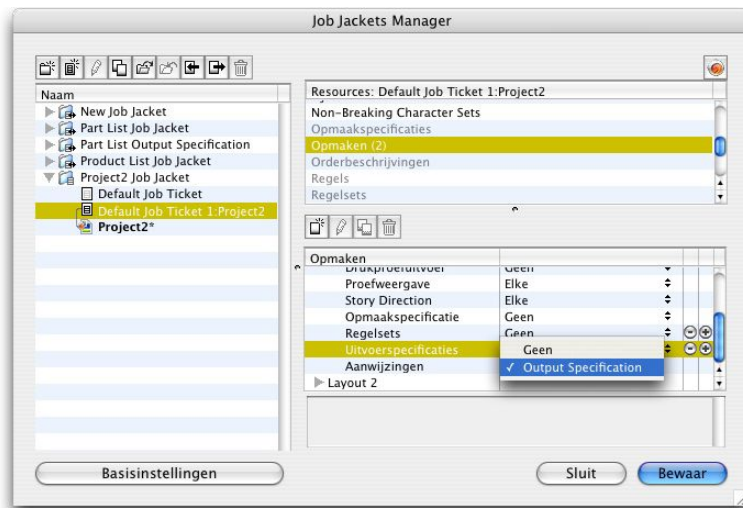 Job Jackets Manager
Naam
New Job Jacket
Part List Job Jacket
Part List Output Specification
Product List Job Jacket
Project2 Job Jacket
Default Job Ticket
Default Job Ticket 1:Project2
Project2*
Resources: Default Job Ticket 1:Project2
Non-Breaking Character Sets
Opmaakspecificaties
Opmaken (2)
Orderbeschrijvingen
Regels
Regelsets
Opmaken
Drukproefuitvoer Geen
Proefweergave Elke
Story Direction Elke
Opmaakspecificatie Geen
Regelsets Geen
Uitvoerspecificaties Geen
Aanwijzingen ✓ Output Specification
Layout 2
Basisinstellingen
Sluit
Bewaar